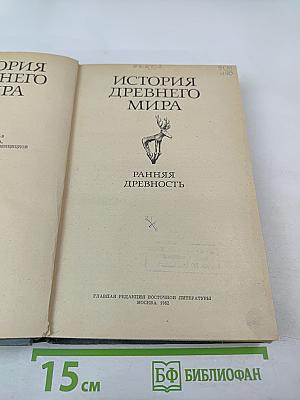 ИСТОРИЯ
ДРЕВНЕГО
МИРА
РАННЯЯ
ДРЕВНОСТЬ
ГЛАВНАЯ РЕДАКЦИЯ ВОСТОЧНОЙ ЛИТЕРАТУРЫ
МОСКВА 1982
15 см
БФ БИБЛИОФАН